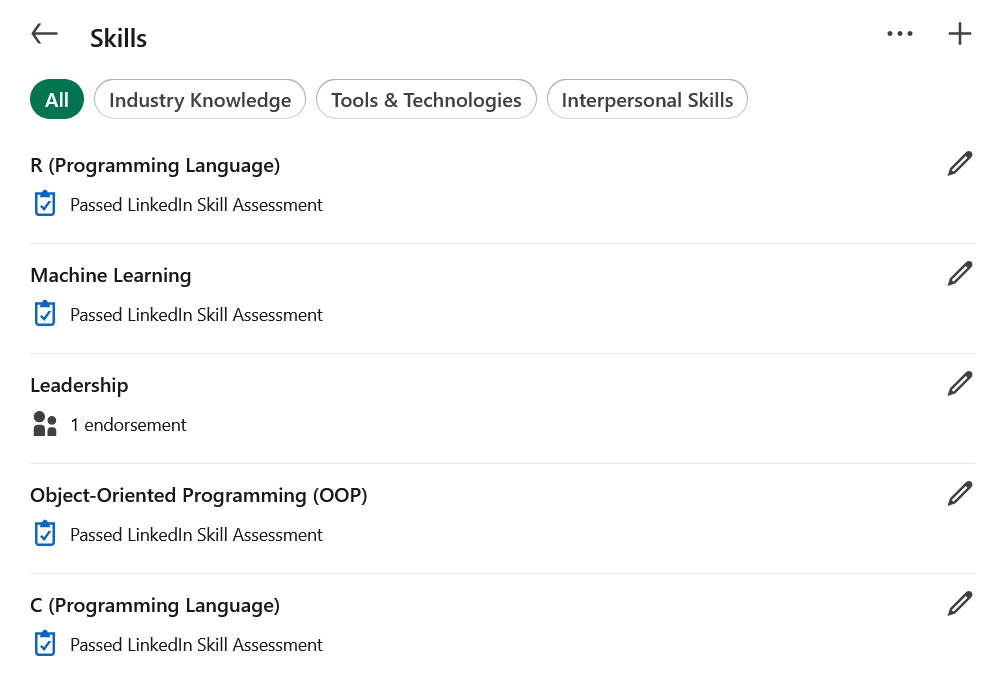 Skills
All Industry Knowledge Tools & Technologies Interpersonal Skills
R (Programming Language)
Passed LinkedIn Skill Assessment
Machine Learning
Passed LinkedIn Skill Assessment
Leadership
1 endorsement
Object-Oriented Programming (OOP)
Passed LinkedIn Skill Assessment
C (Programming Language)
Passed LinkedIn Skill Assessment